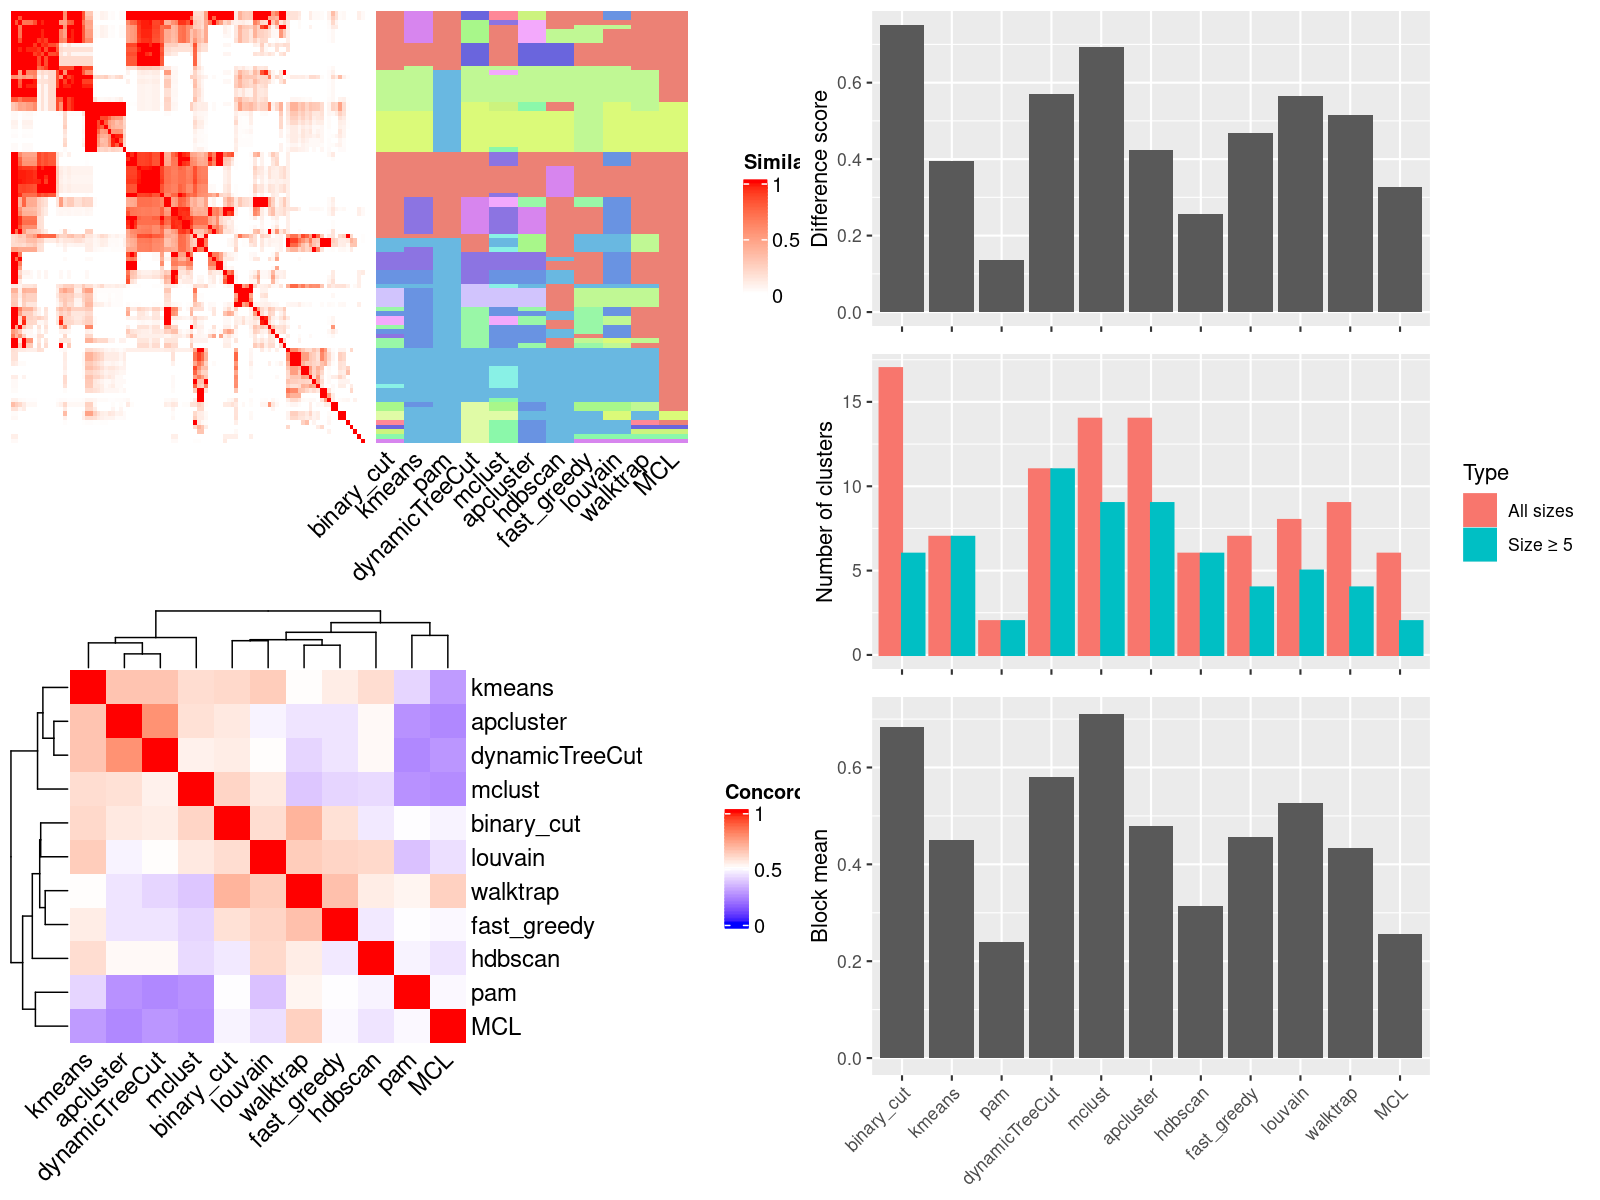 Simila
1
0.5
0
binary_cut
kmeans
pam
dynamicTreeCut
mclust
apcluster
hdbscan
fast_greedy
louvain
walktrap
MCL
kmeans
apcluster
dynamicTreeCut
mclust
binary_cut
louvain
walktrap
fast_greedy
hdbscan
pam
MCL
Concord
1
0.5
0
kmeans
apcluster
dynamicTreeCut
mclust
binary_cut
louvain
walktrap
fast_greedy
hdbscan
pam
MCL
Difference score
0.6
0.4
0.2
0.0
Number of clusters
15
10
5
0
Type
All sizes
Size ≥ 5
Block mean
0.6
0.4
0.2
0.0
binary_cut
kmeans
pam
dynamicTreeCut
mclust
apcluster
hdbscan
fast_greedy
louvain
walktrap
MCL